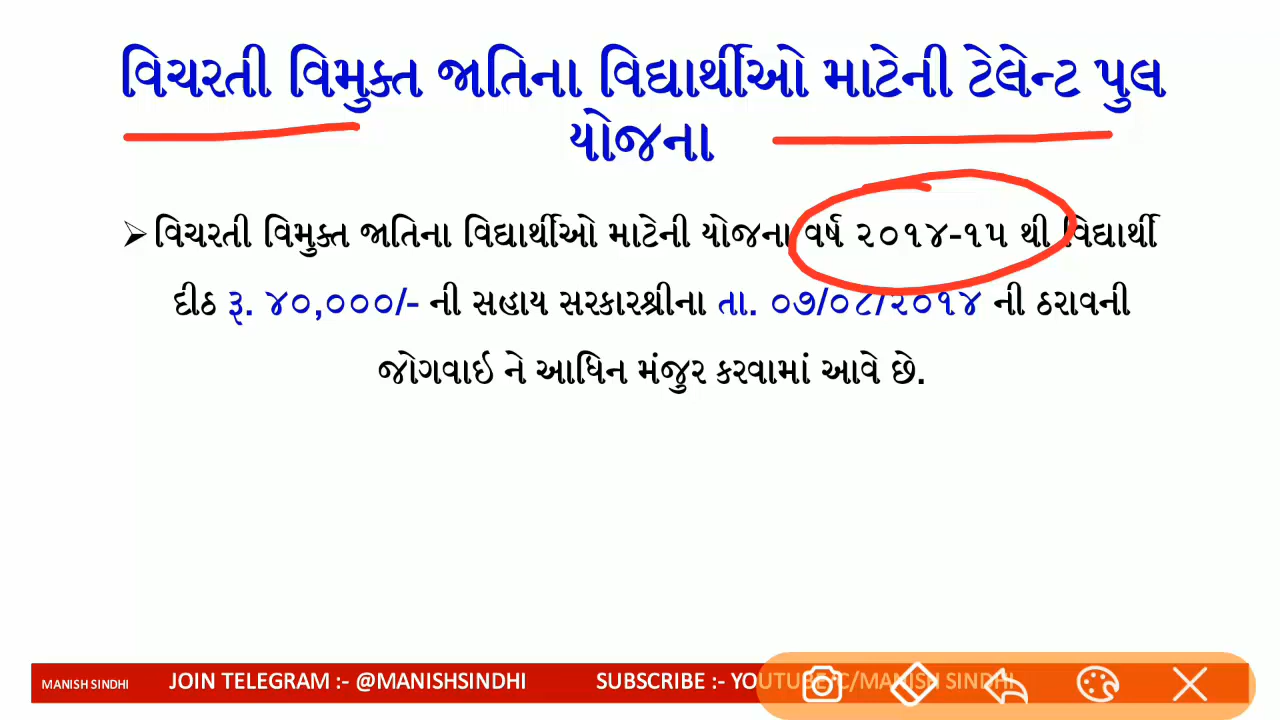 વિચરતી વિમુક્ત જાતિના વિદ્યાર્થીઓ માટેની ટેલેન્ટ પુલ
યોજના
➢ વિચરતી વિમુક્ત જાતિના વિદ્યાર્થીઓ માટેની યોજના વર્ષ ૨૦૧૪-૧૫ થી વિદ્યાર્થી
દીઠ રૂ. ૪૦,૦૦૦/- ની સહાય સરકારશ્રીના તા. ૦૭/૦૮/૨૦૧૪ ની ઠરાવની
જોગવાઇ ને આધિન મંજુર કરવામાં આવે છે.
MANISH SINDHI JOIN TELEGRAM :- @MANISHSINDHI SUBSCRIBE :- YOUTUBE/C/MANISH SINDHI